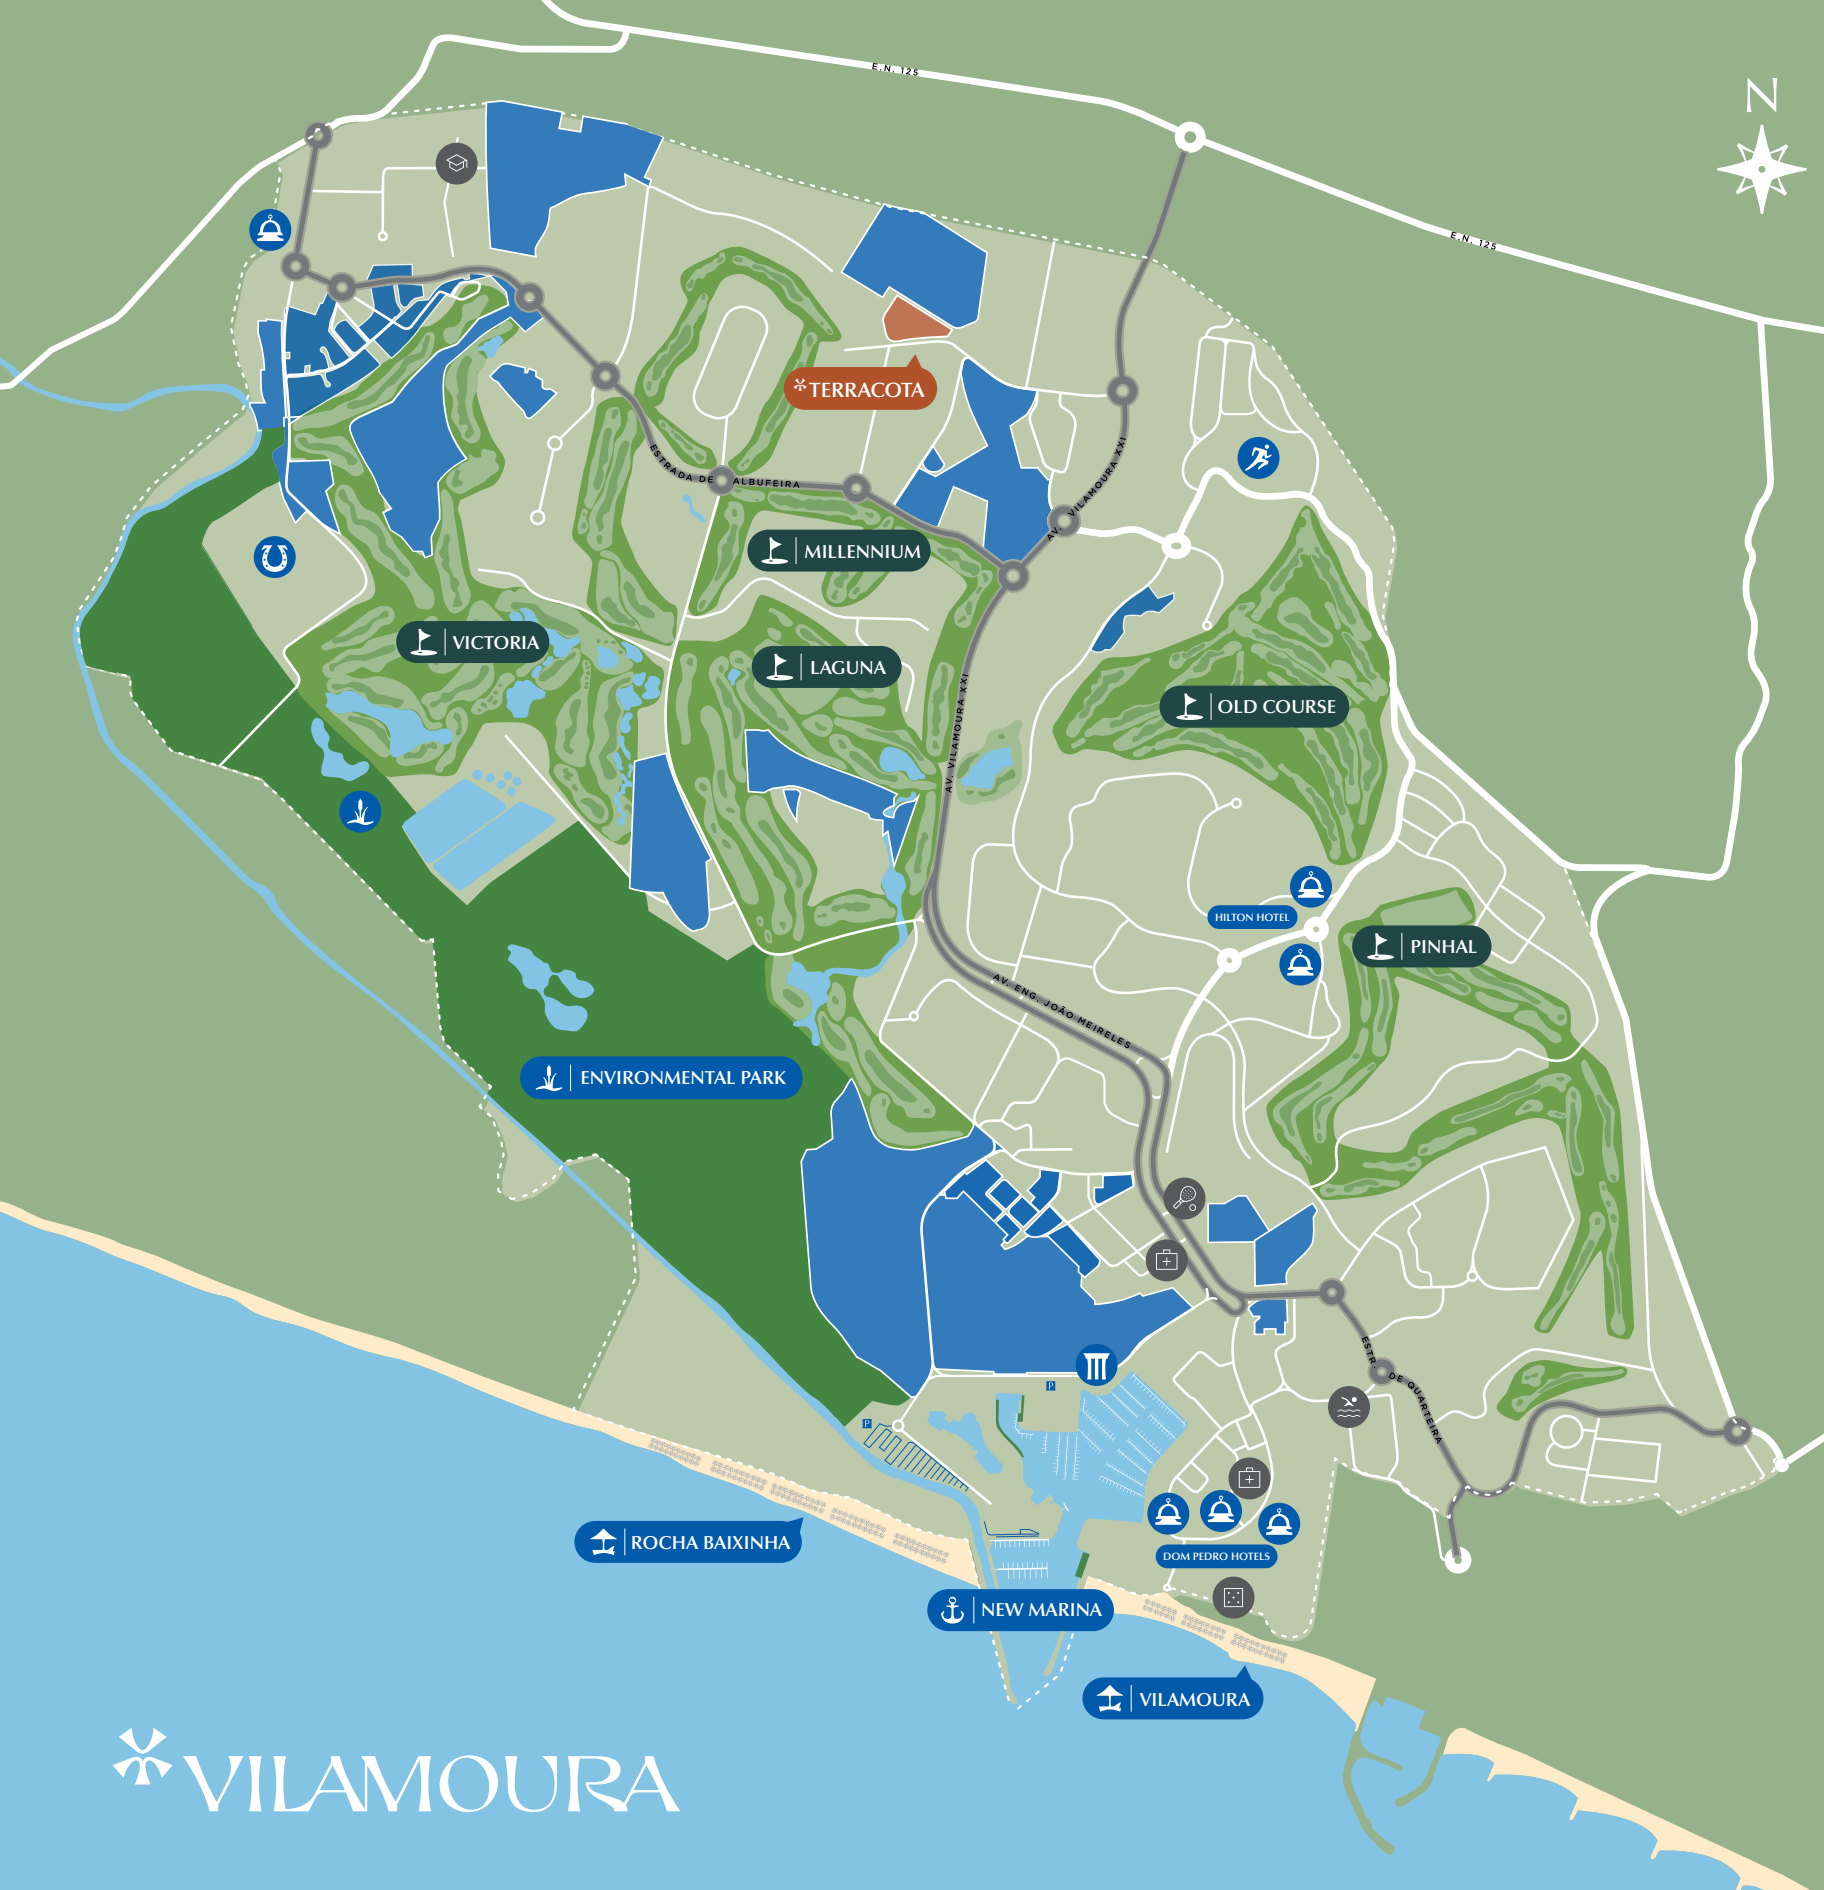 E.N. 125
N
E.N. 125
TERRACOTA
ESTRADA DE ALBUFEIRA
AV. VILAMOURA XXI
MILLENNIUM
VICTORIA
LAGUNA
OLD COURSE
AV. VILAMOURA XXI
HILTON HOTEL
PINHAL
AV. ENG. JOÃO MEIRELES
ENVIRONMENTAL PARK
ESTR. DE QUARTEIRA
P
P
ROCHA BAIXINHA
DOM PEDRO HOTELS
NEW MARINA
VILAMOURA
VILAMOURA